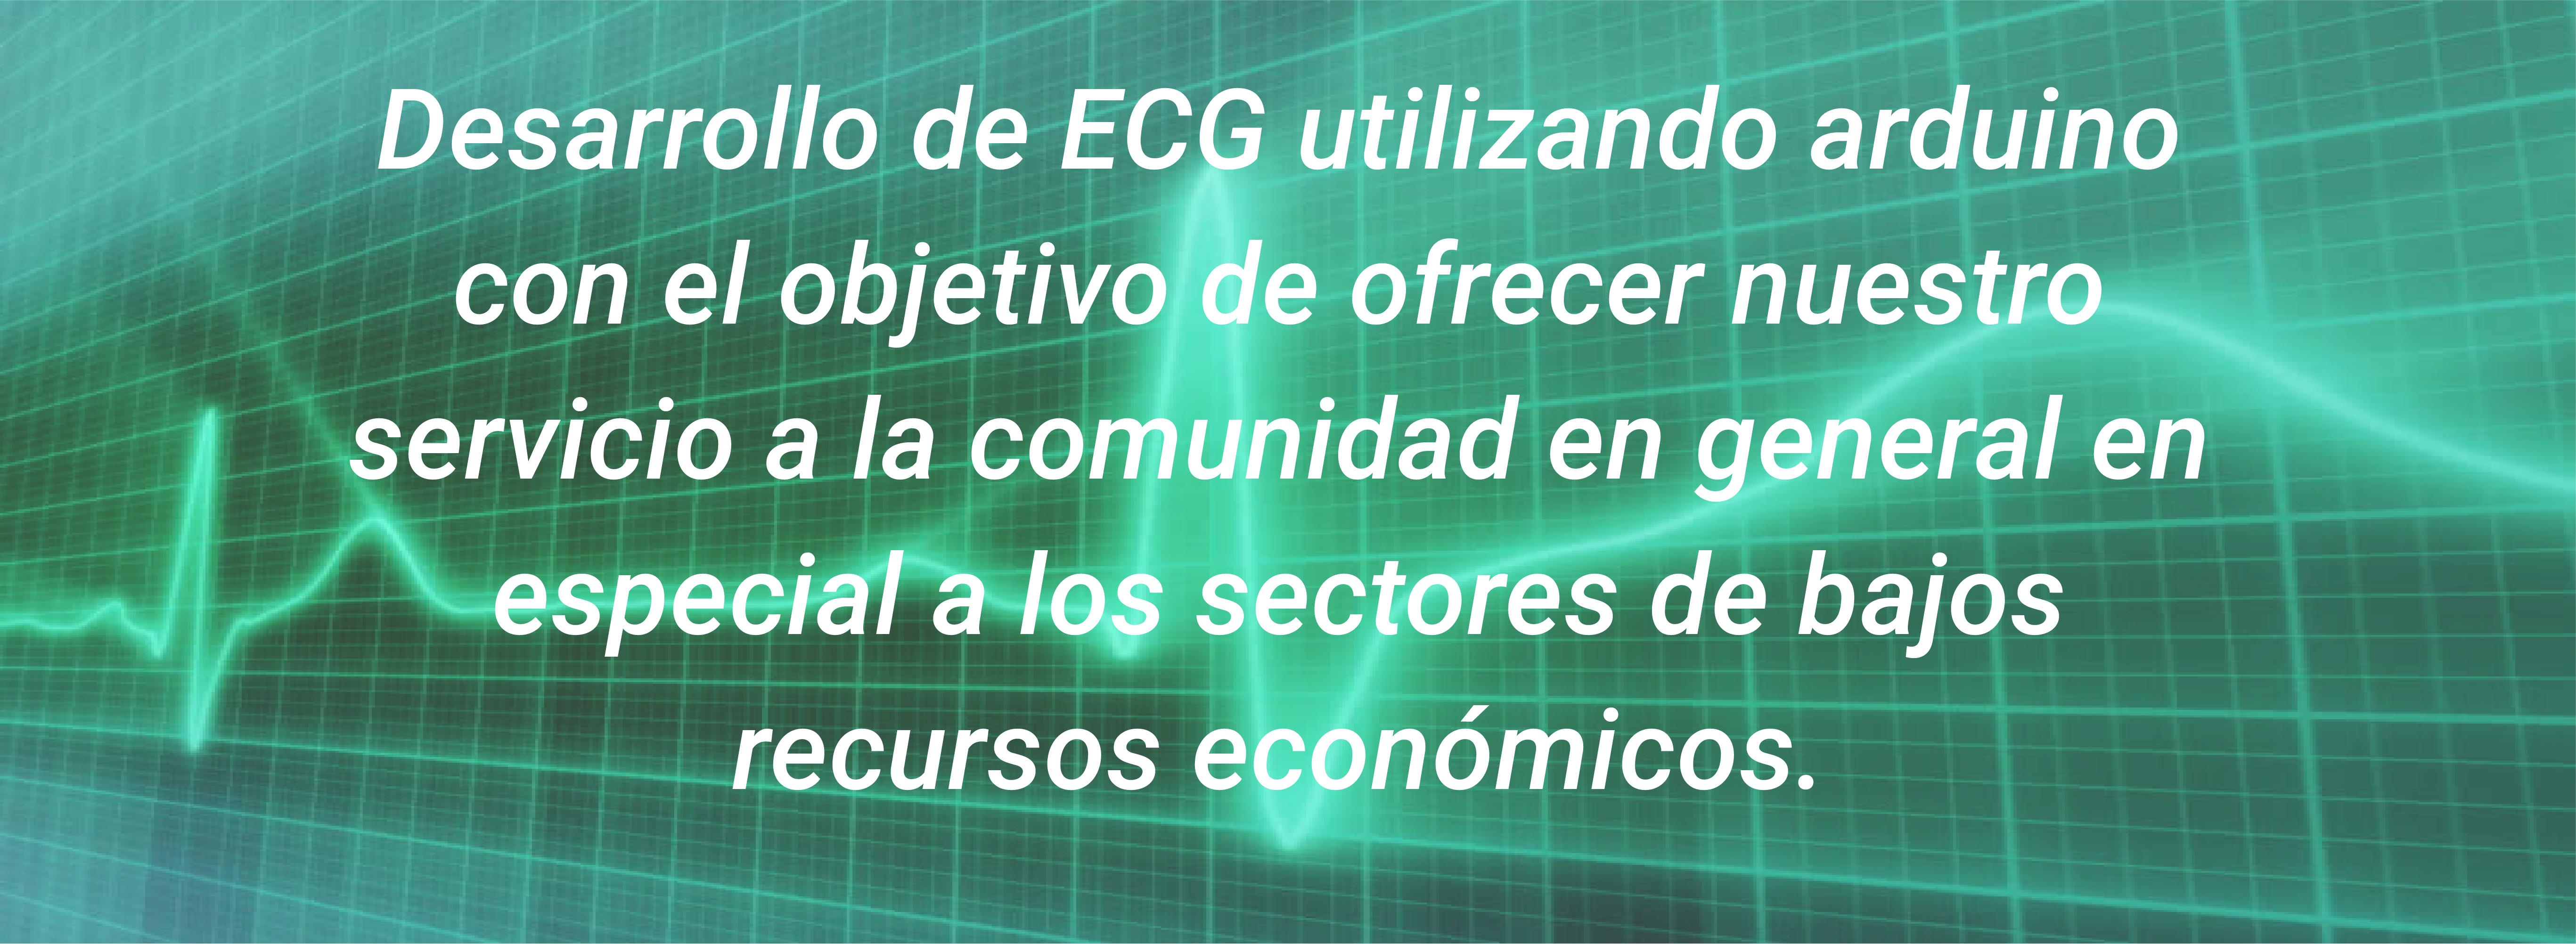 Desarrollo de ECG utilizando arduino
con el objetivo de ofrecer nuestro
servicio a la comunidad en general en
especial a los sectores de bajos
recursos económicos.